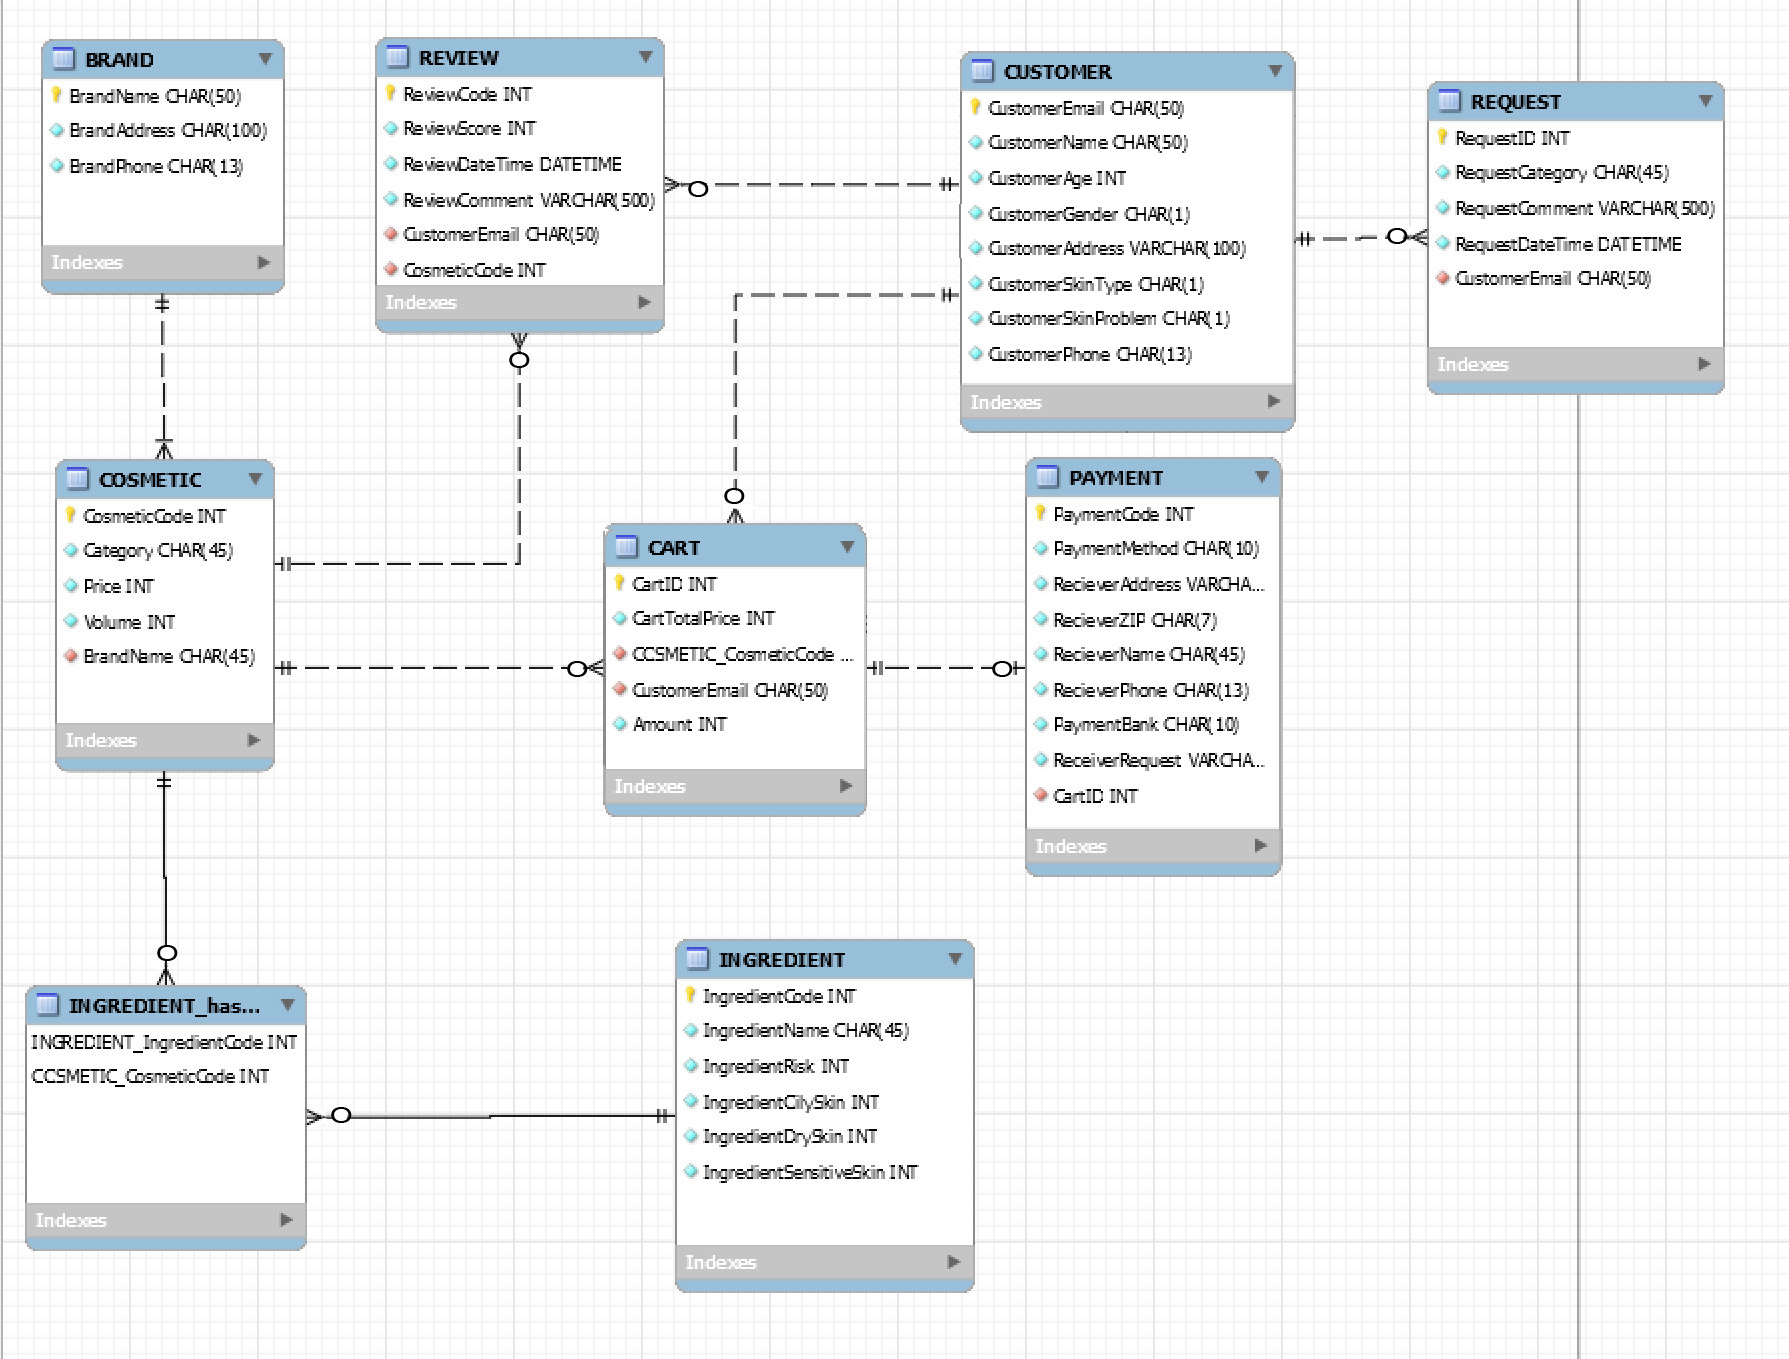 BRAND
BrandName CHAR(50)
BrandAddress CHAR(100)
BrandPhone CHAR(13)
Indexes
REVIEW
ReviewCode INT
ReviewScore INT
ReviewDateTime DATETIME
ReviewComment VARCHAR(500)
CustomerEmail CHAR(50)
CosmeticCode INT
Indexes
CUSTOMER
CustomerEmail CHAR(50)
CustomerName CHAR(50)
CustomerAge INT
CustomerGender CHAR(1)
CustomerAddress VARCHAR(100)
CustomerSkinType CHAR(1)
CustomerSkinProblem CHAR(1)
CustomerPhone CHAR(13)
Indexes
REQUEST
RequestID INT
RequestCategory CHAR(45)
RequestComment VARCHAR(500)
RequestDateTime DATETIME
CustomerEmail CHAR(50)
Indexes
COSMETIC
CosmeticCode INT
Category CHAR(45)
Price INT
Volume INT
BrandName CHAR(45)
Indexes
CART
CartID INT
CartTotalPrice INT
COSMETIC_CosmeticCode ...
CustomerEmail CHAR(50)
Amount INT
Indexes
PAYMENT
PaymentCode INT
PaymentMethod CHAR(10)
RecieverAddress VARCHA...
RecieverZIP CHAR(7)
RecieverName CHAR(45)
RecieverPhone CHAR(13)
PaymentBank CHAR(10)
ReceiverRequest VARCHA...
CartID INT
Indexes
INGREDIENT_has...
INGREDIENT_IngredientCode INT
COSMETIC_CosmeticCode INT
Indexes
INGREDIENT
IngredientCode INT
IngredientName CHAR(45)
IngredientRisk INT
IngredientOilySkin INT
IngredientDrySkin INT
IngredientSensitiveSkin INT
Indexes